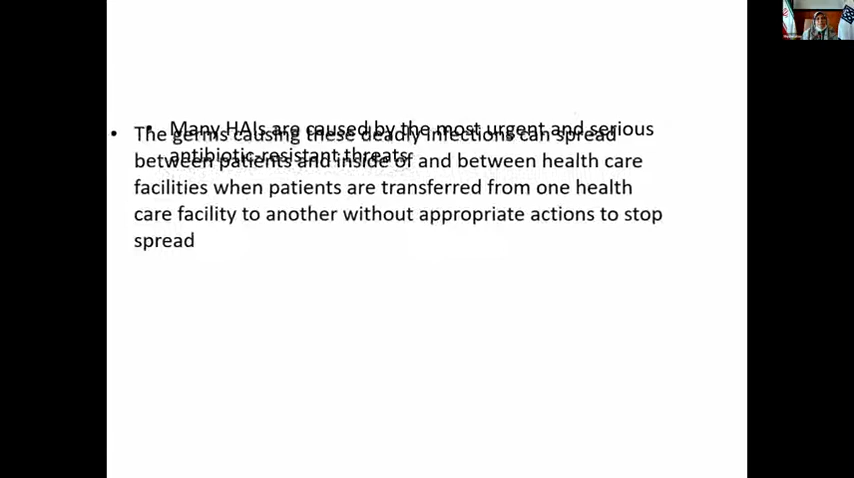 • Many HAIs are caused by the most urgent and serious
antibiotic-resistant threats
• The germs causing these deadly infections can spread
between patients and inside of and between health care
facilities when patients are transferred from one health
care facility to another without appropriate actions to stop
spread